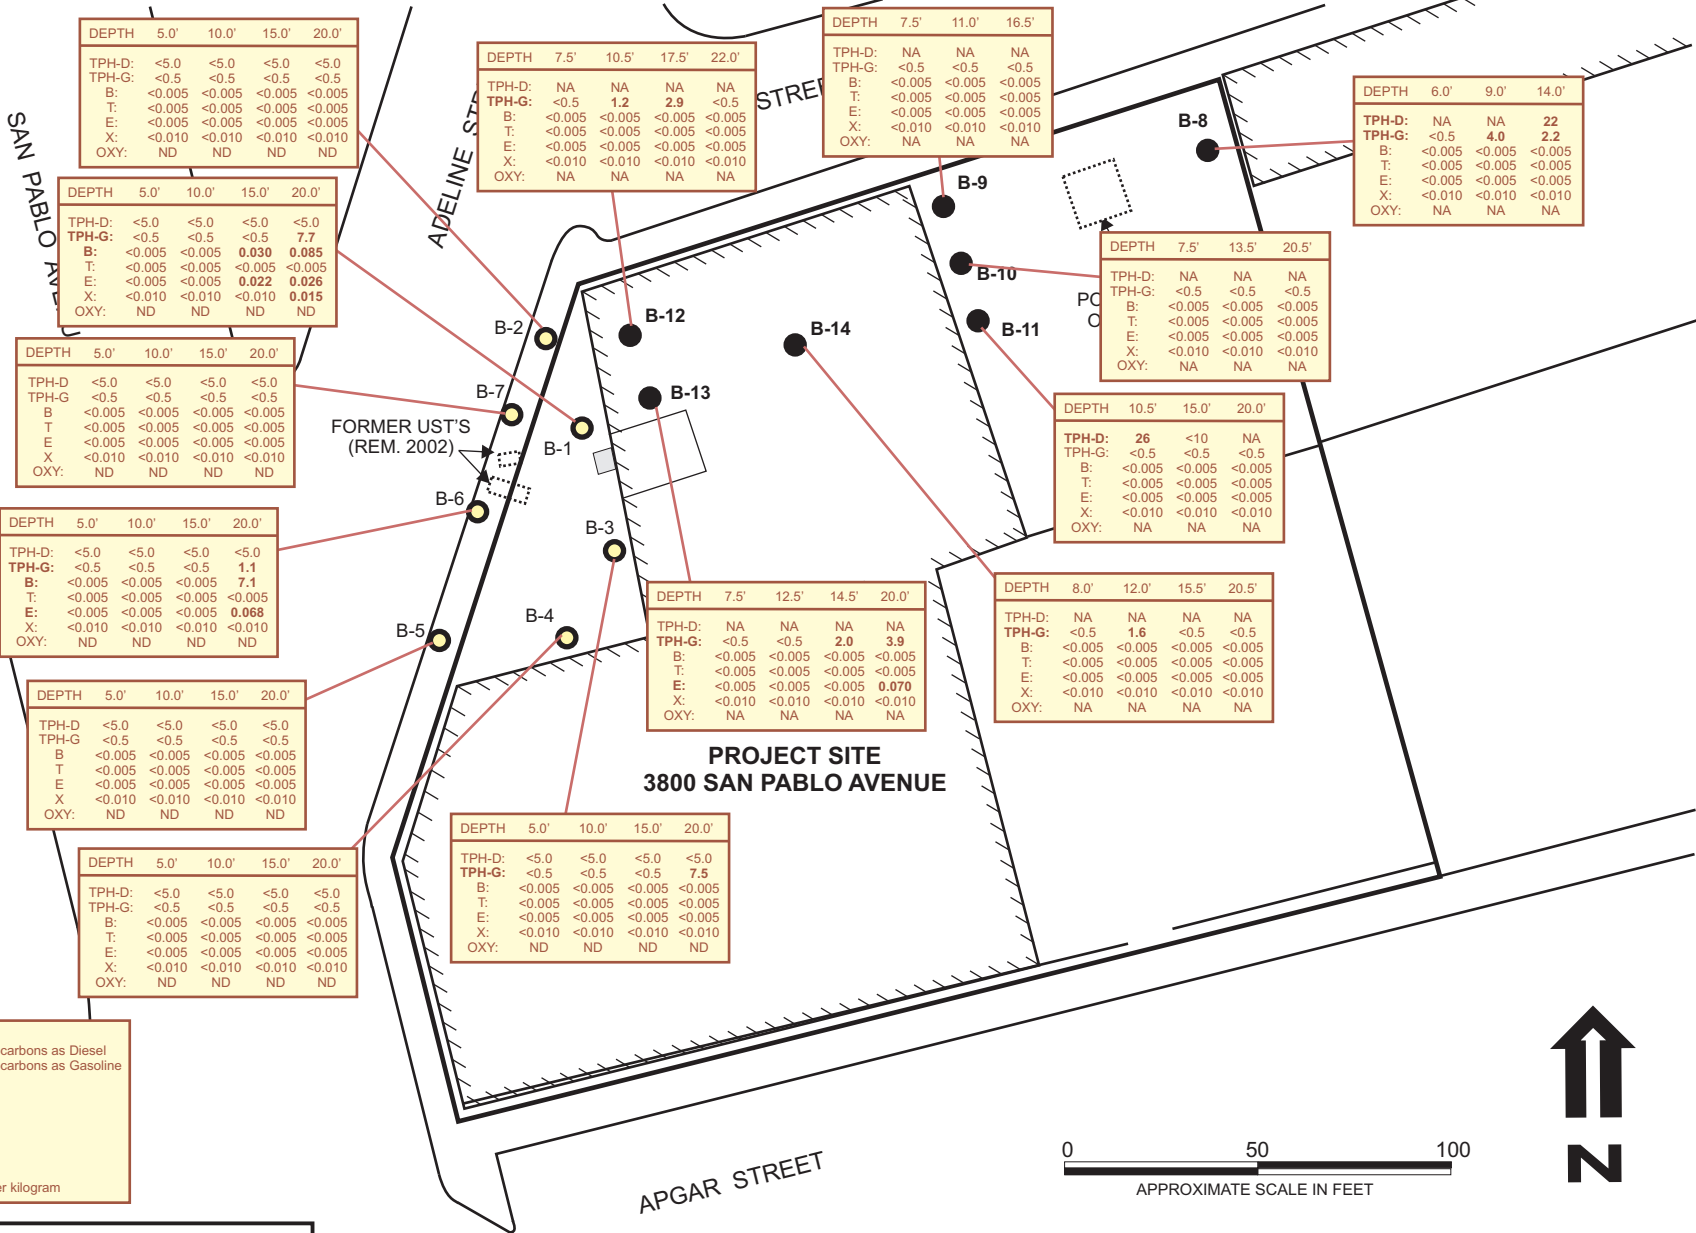 DEPTH 5.0' 10.0' 15.0' 20.0'
TPH-D: <5.0 <5.0 <5.0 <5.0
TPH-G: <0.5 <0.5 <0.5 <0.5
B: <0.005 <0.005 <0.005 <0.005
T: <0.005 <0.005 <0.005 <0.005
E: <0.005 <0.005 <0.005 <0.005
X: <0.010 <0.010 <0.010 <0.010
OXY: ND ND ND ND
DEPTH 7.5' 10.5' 17.5' 22.0'
TPH-D: NA NA NA NA
TPH-G: <0.5 1.2 2.9 <0.5
B: <0.005 <0.005 <0.005 <0.005
T: <0.005 <0.005 <0.005 <0.005
E: <0.005 <0.005 <0.005 <0.005
X: <0.010 <0.010 <0.010 <0.010
OXY: NA NA NA NA
DEPTH 7.5' 11.0' 16.5'
TPH-D: NA NA NA
TPH-G: <0.5 <0.5 <0.5
B: <0.005 <0.005 <0.005
T: <0.005 <0.005 <0.005
E: <0.005 <0.005 <0.005
X: <0.010 <0.010 <0.010
OXY: NA NA NA
DEPTH 6.0' 9.0' 14.0'
TPH-D: NA NA 22
TPH-G: <0.5 4.0 2.2
B: <0.005 <0.005 <0.005
T: <0.005 <0.005 <0.005
E: <0.005 <0.005 <0.005
X: <0.010 <0.010 <0.010
OXY: NA NA NA
SAN PABLO
ADELINE
B-8
B-9
B-10
B-11
DEPTH 5.0' 10.0' 15.0' 20.0'
TPH-D: <5.0 <5.0 <5.0 <5.0
TPH-G: <0.5 <0.5 <0.5 7.7
B: <0.005 <0.005 0.030 0.085
T: <0.005 <0.005 <0.005 <0.005
E: <0.005 <0.005 0.022 0.026
X: <0.010 <0.010 <0.010 0.015
OXY: ND ND ND ND
DEPTH 7.5' 13.5' 20.5'
TPH-D: NA NA NA
TPH-G: <0.5 <0.5 <0.5
B: <0.005 <0.005 <0.005
T: <0.005 <0.005 <0.005
E: <0.005 <0.005 <0.005
X: <0.010 <0.010 <0.010
OXY: NA NA NA
B-2
B-12
B-14
B-7
B-13
B-1
FORMER UST'S
(REM. 2002)
B-6
B-3
B-5
B-4
DEPTH 5.0' 10.0' 15.0' 20.0'
TPH-D <5.0 <5.0 <5.0 <5.0
TPH-G <0.5 <0.5 <0.5 <0.5
B <0.005 <0.005 <0.005 <0.005
T <0.005 <0.005 <0.005 <0.005
E <0.005 <0.005 <0.005 <0.005
X <0.010 <0.010 <0.010 <0.010
OXY: ND ND ND ND
DEPTH 10.5' 15.0' 20.0'
TPH-D: 26 <10 NA
TPH-G: <0.5 <0.5 <0.5
B: <0.005 <0.005 <0.005
T: <0.005 <0.005 <0.005
E: <0.005 <0.005 <0.005
X: <0.010 <0.010 <0.010
OXY: NA NA NA
DEPTH 5.0' 10.0' 15.0' 20.0'
TPH-D: <5.0 <5.0 <5.0 <5.0
TPH-G: <0.5 <0.5 <0.5 1.1
B: <0.005 <0.005 <0.005 7.1
T: <0.005 <0.005 <0.005 <0.005
E: <0.005 <0.005 <0.005 0.068
X: <0.010 <0.010 <0.010 <0.010
OXY: ND ND ND ND
DEPTH 7.5' 12.5' 14.5' 20.0'
TPH-D: NA NA NA NA
TPH-G: <0.5 <0.5 2.0 3.9
B: <0.005 <0.005 <0.005 <0.005
T: <0.005 <0.005 <0.005 <0.005
E: <0.005 <0.005 <0.005 0.070
X: <0.010 <0.010 <0.010 <0.010
OXY: NA NA NA NA
DEPTH 8.0' 12.0' 15.5' 20.5'
TPH-D: NA NA NA NA
TPH-G: <0.5 1.6 <0.5 <0.5
B: <0.005 <0.005 <0.005 <0.005
T: <0.005 <0.005 <0.005 <0.005
E: <0.005 <0.005 <0.005 <0.005
X: <0.010 <0.010 <0.010 <0.010
OXY: NA NA NA NA
DEPTH 5.0' 10.0' 15.0' 20.0'
TPH-D <5.0 <5.0 <5.0 <5.0
TPH-G <0.5 <0.5 <0.5 <0.5
B <0.005 <0.005 <0.005 <0.005
T <0.005 <0.005 <0.005 <0.005
E <0.005 <0.005 <0.005 <0.005
X <0.010 <0.010 <0.010 <0.010
OXY: ND ND ND ND
PROJECT SITE
3800 SAN PABLO AVENUE
DEPTH 5.0' 10.0' 15.0' 20.0'
TPH-D: <5.0 <5.0 <5.0 <5.0
TPH-G: <0.5 <0.5 <0.5 7.5
B: <0.005 <0.005 <0.005 <0.005
T: <0.005 <0.005 <0.005 <0.005
E: <0.005 <0.005 <0.005 <0.005
X: <0.010 <0.010 <0.010 <0.010
OXY: ND ND ND ND
DEPTH 5.0' 10.0' 15.0' 20.0'
TPH-D: <5.0 <5.0 <5.0 <5.0
TPH-G: <0.5 <0.5 <0.5 <0.5
B: <0.005 <0.005 <0.005 <0.005
T: <0.005 <0.005 <0.005 <0.005
E: <0.005 <0.005 <0.005 <0.005
X: <0.010 <0.010 <0.010 <0.010
OXY: ND ND ND ND
carbons as Diesel
carbons as Gasoline
er kilogram
APGAR STREET
0 50 100
APPROXIMATE SCALE IN FEET
N